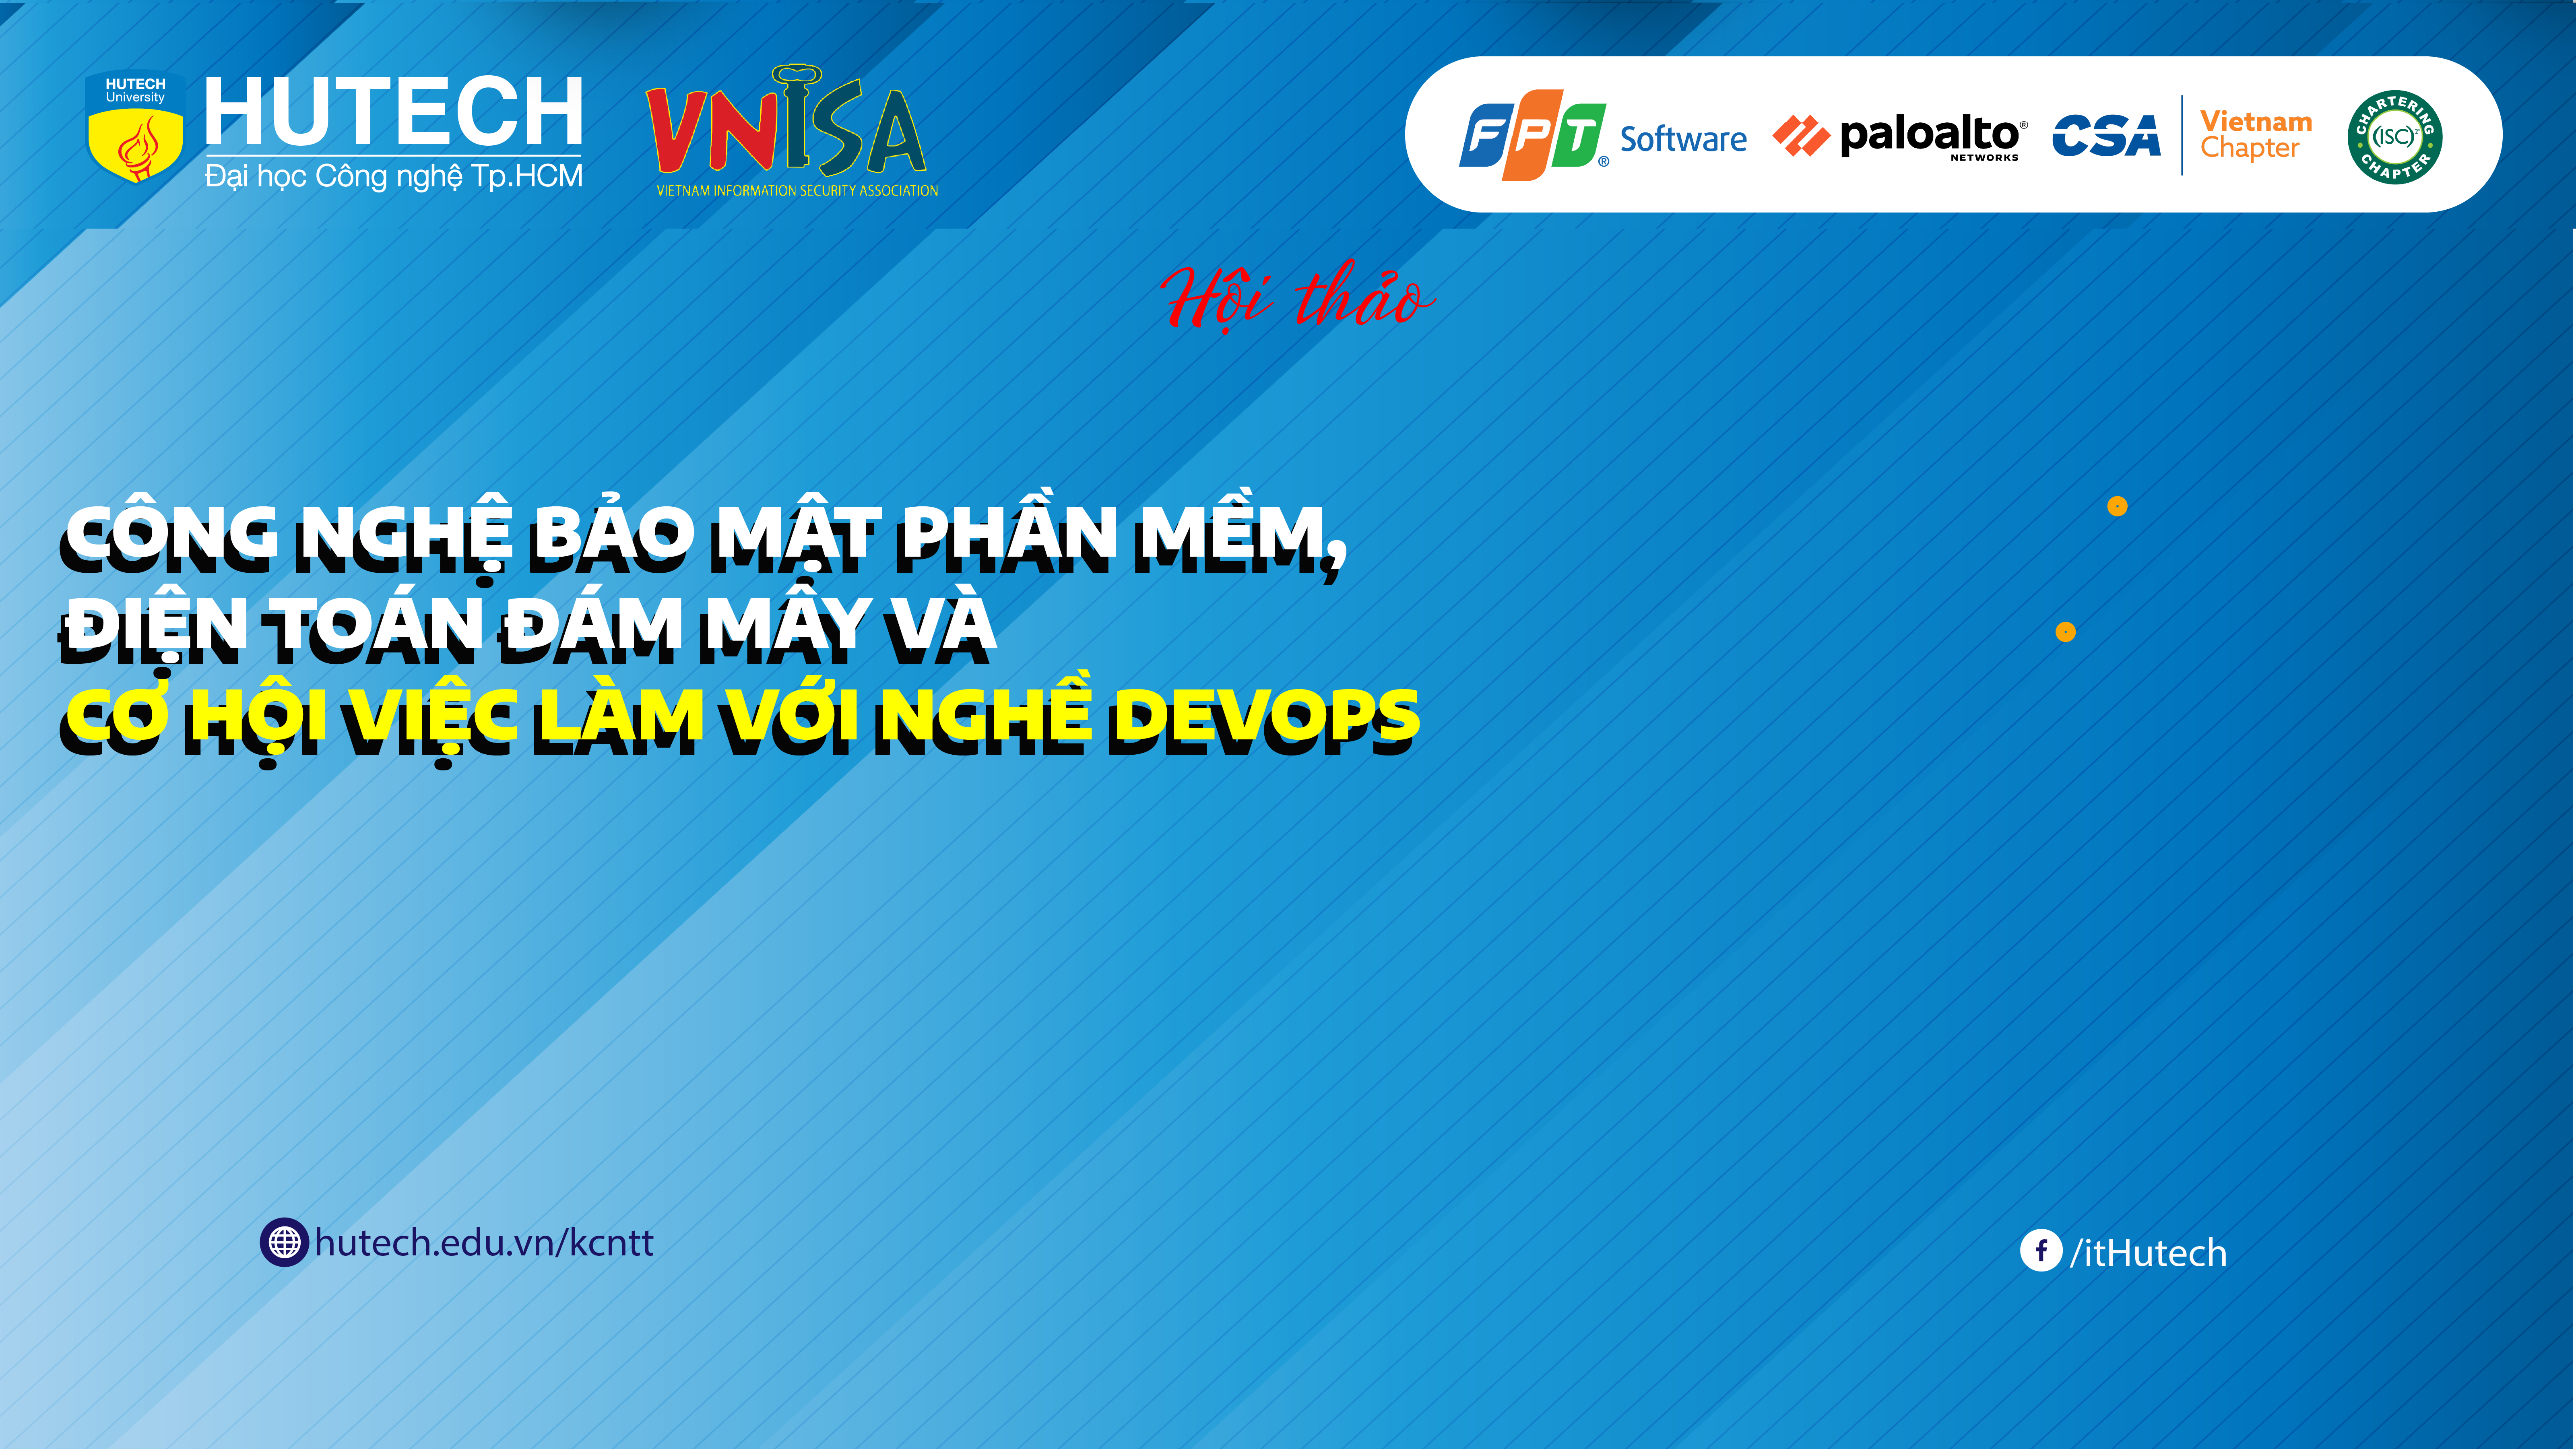 HUTECH
University
HUTECH
Đại học Công nghệ Tp.HCM
VNISA
VIETNAM INFORMATION SECURITY ASSOCIATION
FPT® Software
paloalto®
NETWORKS
CSA
Vietnam
Chapter
CHARTERING
(ISC)²
CHAPTER
Hội thảo
CÔNG NGHỆ BẢO MẬT PHẦN MỀM,
ĐIỆN TOÁN ĐÁM MÂY VÀ
CƠ HỘI VIỆC LÀM VỚI NGHỀ DEVOPS
hutech.edu.vn/kcntt
f /itHutech